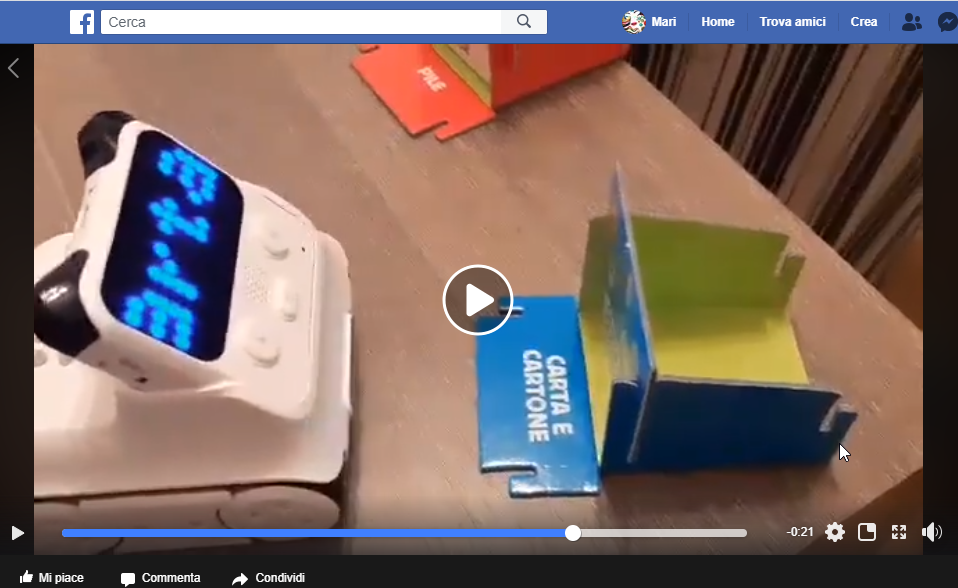 f
Cerca
Mari
Home
Trova amici
Crea
PILE
CARTA E
CARTONE
-0:21
Mi piace
Commenta
Condividi